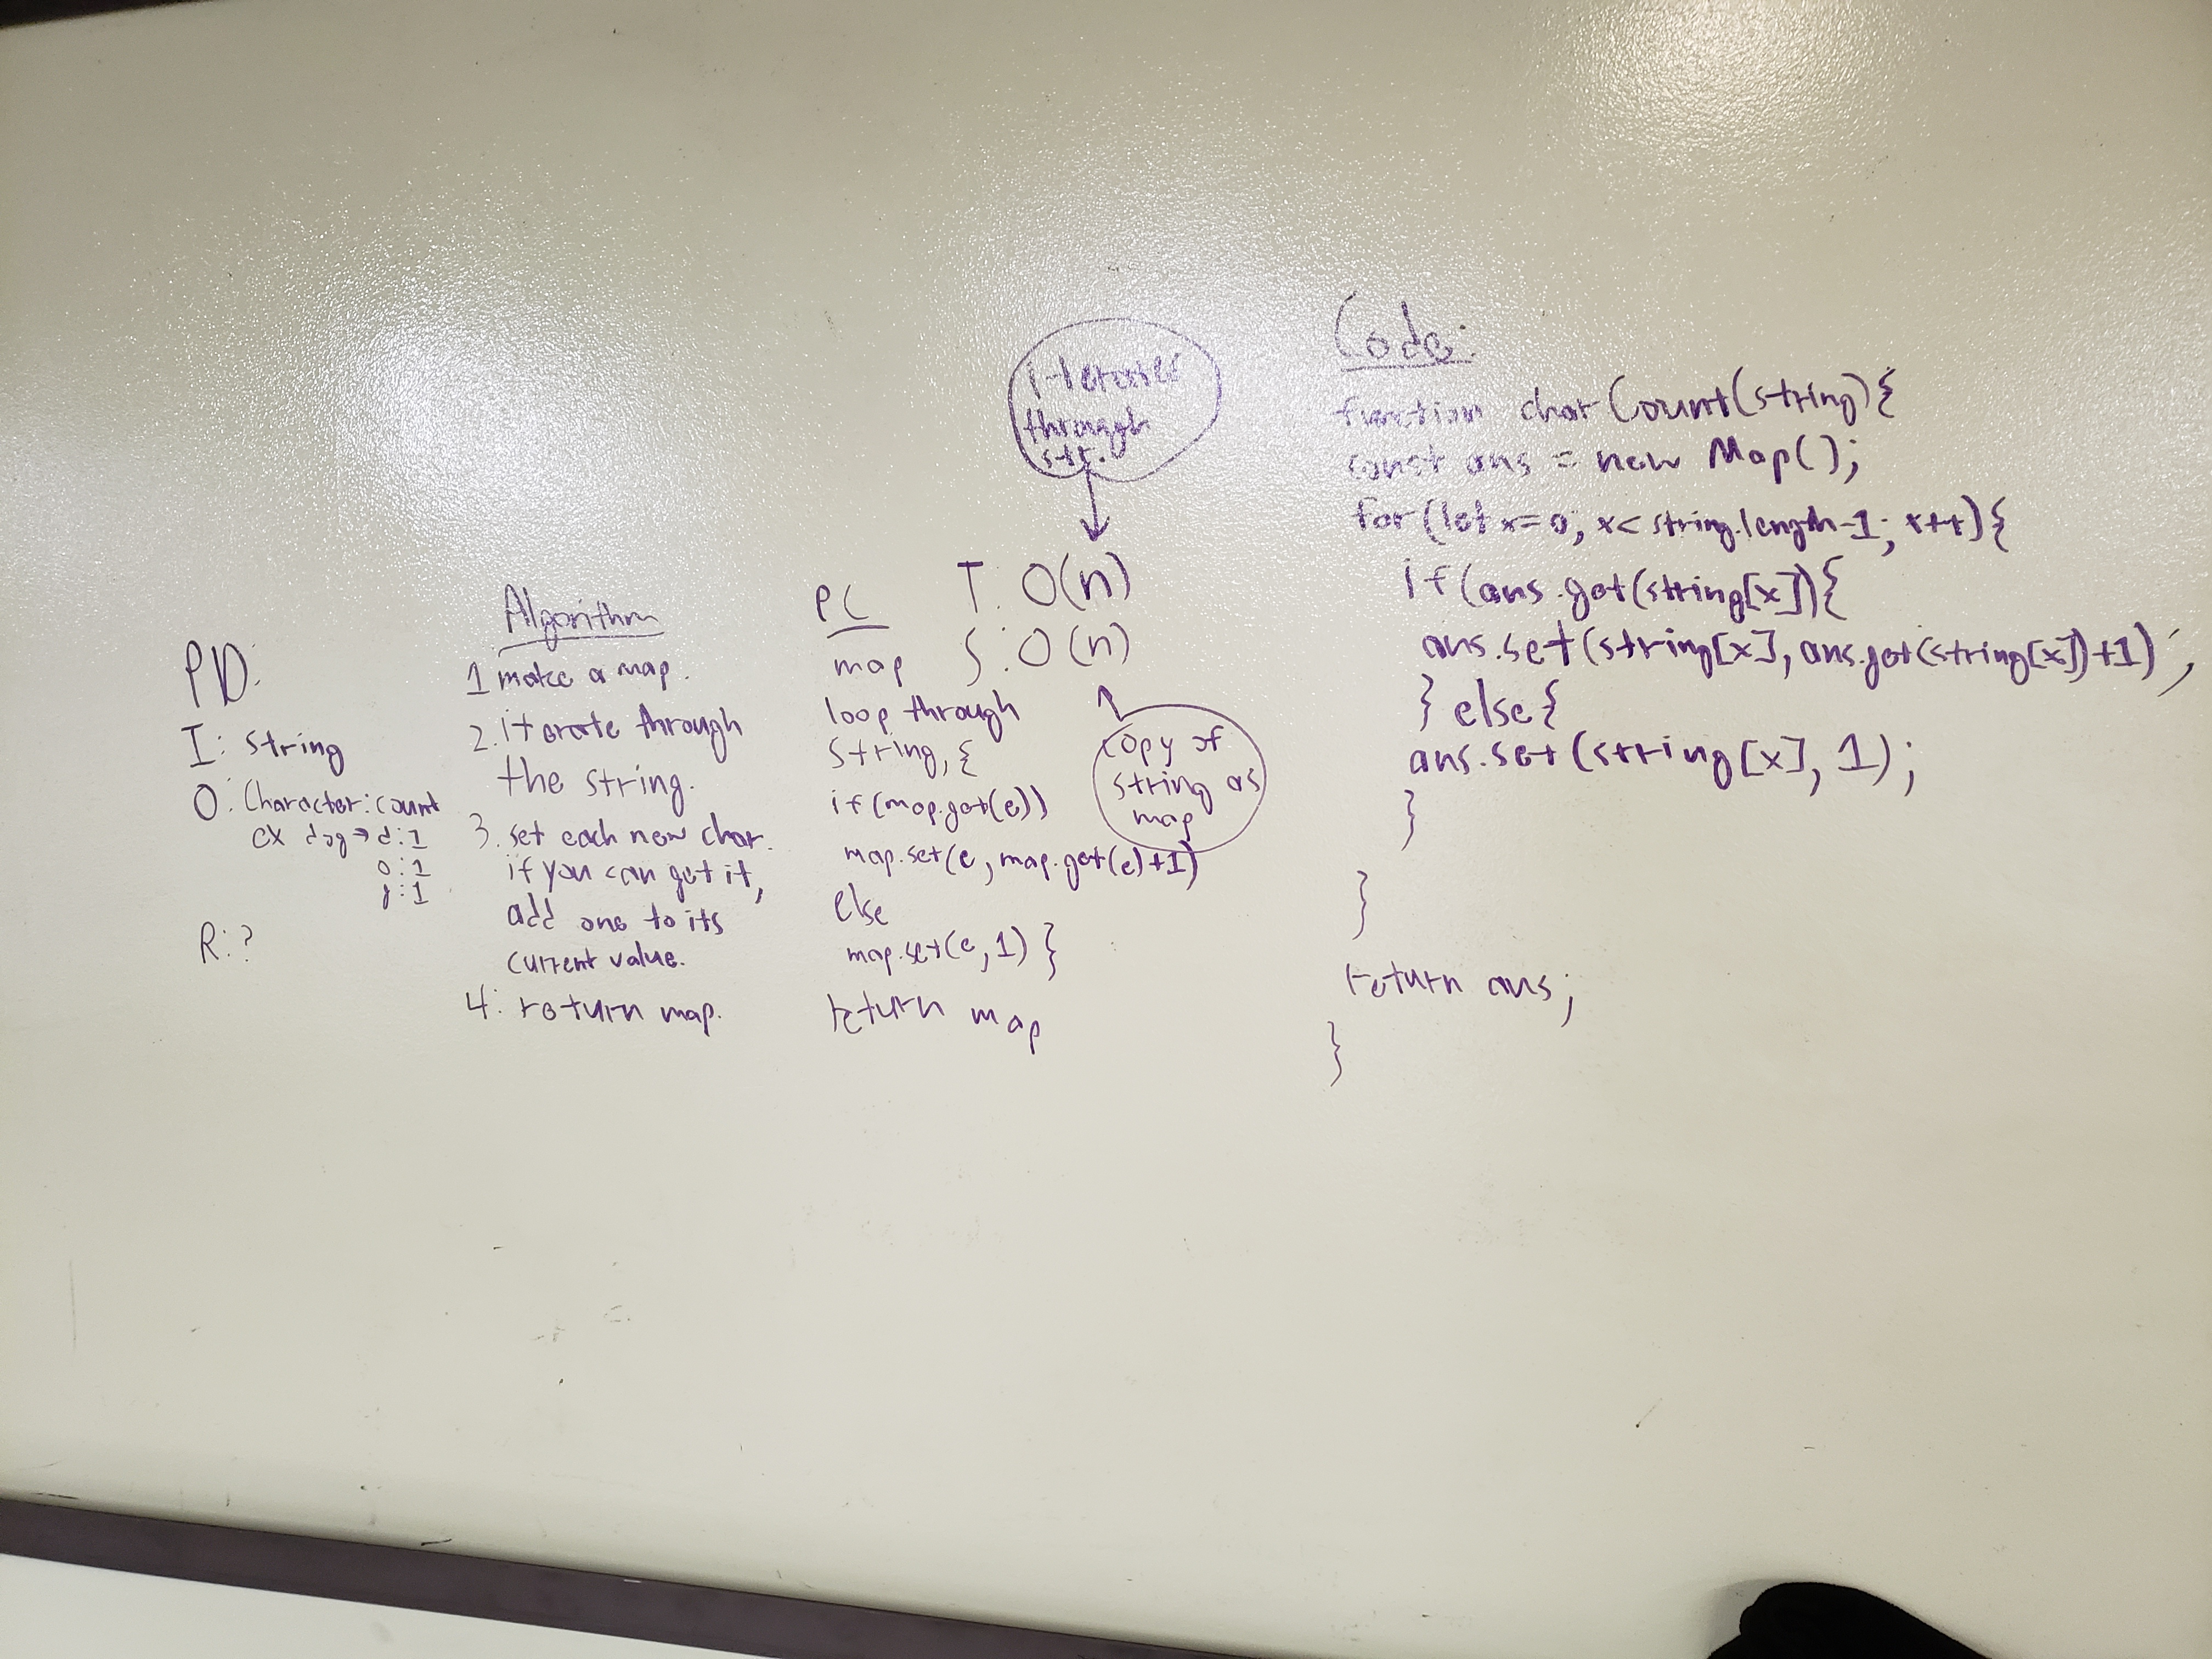 PD:
I: string
O: Character: count
ex dog → d:1
o:1
g:1
R:?
Algorithm
1 make a map.
2. iterate through
the string.
3. set each new char.
if you can get it,
add one to its
current value.
4: return map.
PC
map
loop through
string, {
if(map.get(e))
map.set(e, map.get(e)+1)
else
map.set(e,1) }
return map
iterates
through
str.
T: O(n)
S: O(n)
copy of
string as
map
Code:
function charCount(string){
const ans = new Map();
for(let x=0; x< string.length-1; x++){
if(ans.get(string[x]){
ans.set(string[x], ans.get(string[x])+1);
} else{
ans.set(string[x], 1);
}
}
return ans;
}